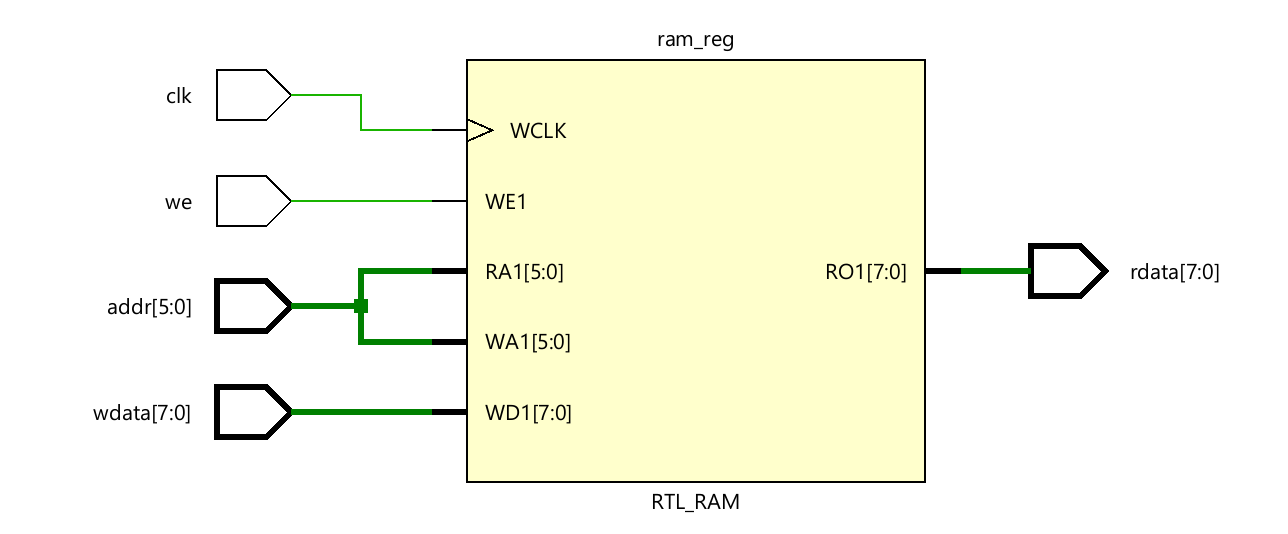 ram_reg
clk
WCLK
we
WE1
RA1[5:0]
RO1[7:0]
rdata[7:0]
addr[5:0]
WA1[5:0]
wdata[7:0]
WD1[7:0]
RTL_RAM